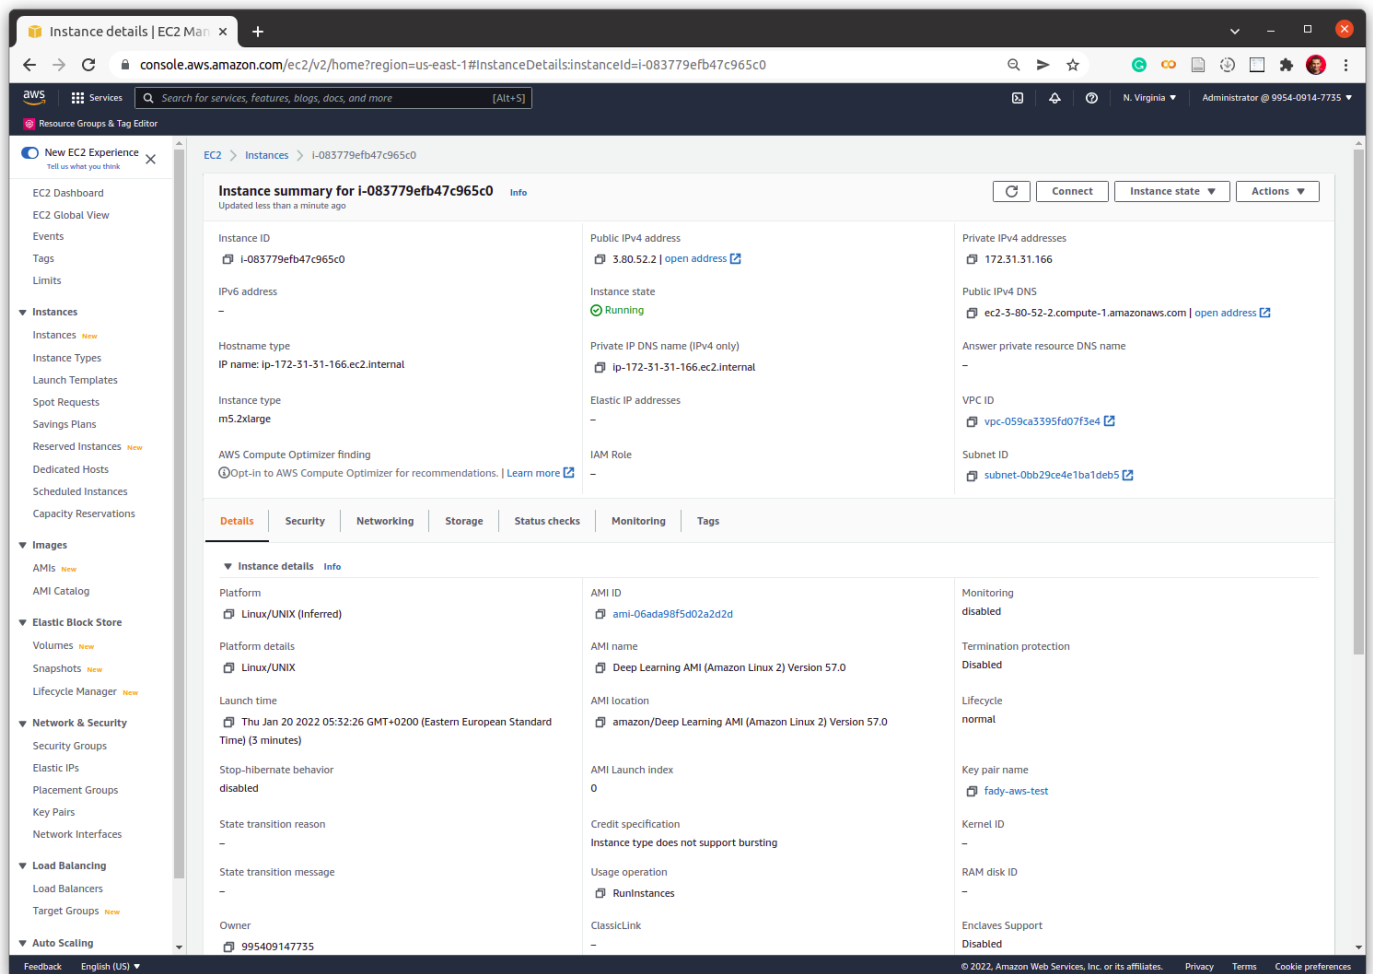 Instance details | EC2 Man
console.aws.amazon.com/ec2/v2/home?region=us-east-1#InstanceDetails:instanceId=i-083779efb47c965c0
aws
Services
Search for services, features, blogs, docs, and more
[Alt+S]
N. Virginia
Administrator @ 9954-0914-7735
Resource Groups & Tag Editor
New EC2 Experience
Tell us what you think
EC2 Dashboard
EC2 Global View
Events
Tags
Limits
Instances
Instances New
Instance Types
Launch Templates
Spot Requests
Savings Plans
Reserved Instances New
Dedicated Hosts
Scheduled Instances
Capacity Reservations
Images
AMIs New
AMI Catalog
Elastic Block Store
Volumes New
Snapshots New
Lifecycle Manager New
Network & Security
Security Groups
Elastic IPs
Placement Groups
Key Pairs
Network Interfaces
Load Balancing
Load Balancers
Target Groups New
Auto Scaling
EC2 > Instances > i-083779efb47c965c0
Instance summary for i-083779efb47c965c0 Info
Updated less than a minute ago
Connect
Instance state
Actions
Instance ID
i-083779efb47c965c0
Public IPv4 address
3.80.52.2 | open address
Private IPv4 addresses
172.31.31.166
IPv6 address
–
Instance state
Running
Public IPv4 DNS
ec2-3-80-52-2.compute-1.amazonaws.com | open address
Hostname type
IP name: ip-172-31-31-166.ec2.internal
Private IP DNS name (IPv4 only)
ip-172-31-31-166.ec2.internal
Answer private resource DNS name
–
Instance type
m5.2xlarge
Elastic IP addresses
–
VPC ID
vpc-059ca3395fd07f3e4
AWS Compute Optimizer finding
Opt-in to AWS Compute Optimizer for recommendations. | Learn more
IAM Role
–
Subnet ID
subnet-0bb29ce4e1ba1deb5
Details
Security
Networking
Storage
Status checks
Monitoring
Tags
Instance details Info
Platform
Linux/UNIX (Inferred)
AMI ID
ami-06ada98f5d02a2d2d
Monitoring
disabled
Platform details
Linux/UNIX
AMI name
Deep Learning AMI (Amazon Linux 2) Version 57.0
Termination protection
Disabled
Launch time
Thu Jan 20 2022 05:32:26 GMT+0200 (Eastern European Standard
Time) (3 minutes)
AMI location
amazon/Deep Learning AMI (Amazon Linux 2) Version 57.0
Lifecycle
normal
Stop-hibernate behavior
disabled
AMI Launch index
0
Key pair name
fady-aws-test
State transition reason
–
Credit specification
Instance type does not support bursting
Kernel ID
–
State transition message
–
Usage operation
RunInstances
RAM disk ID
–
Owner
995409147735
ClassicLink
–
Enclaves Support
Disabled
Feedback
English (US)
© 2022, Amazon Web Services, Inc. or its affiliates.
Privacy
Terms
Cookie preferences